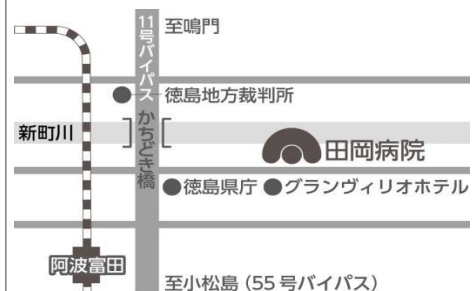 至鳴門
11号バイパス
徳島地方裁判所
新町川
かちどき橋
田岡病院
徳島県庁
グランヴィリオホテル
阿波富田
至小松島（55号バイパス）